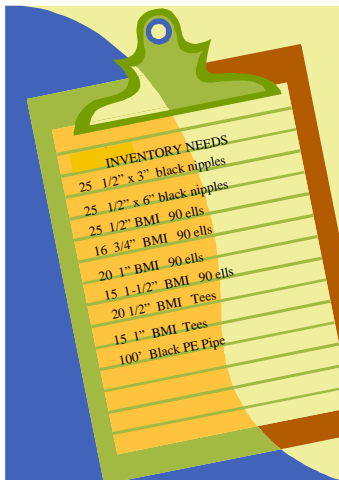 INVENTORY NEEDS
25 1/2” x 3” black nipples
25 1/2” x 6” black nipples
25 1/2” BMI 90 ells
16 3/4” BMI 90 ells
20 1” BMI 90 ells
15 1-1/2” BMI 90 ells
20 1/2” BMI Tees
15 1” BMI Tees
100’ Black PE Pipe